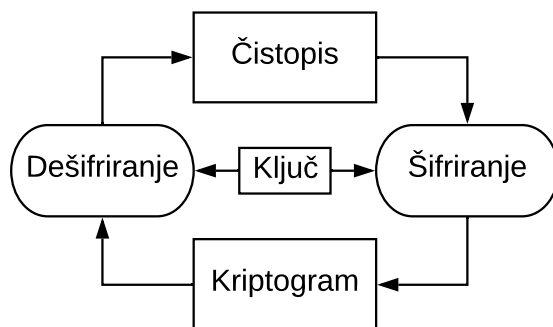 Čistopis
Dešifriranje
Ključ
Šifriranje
Kriptogram